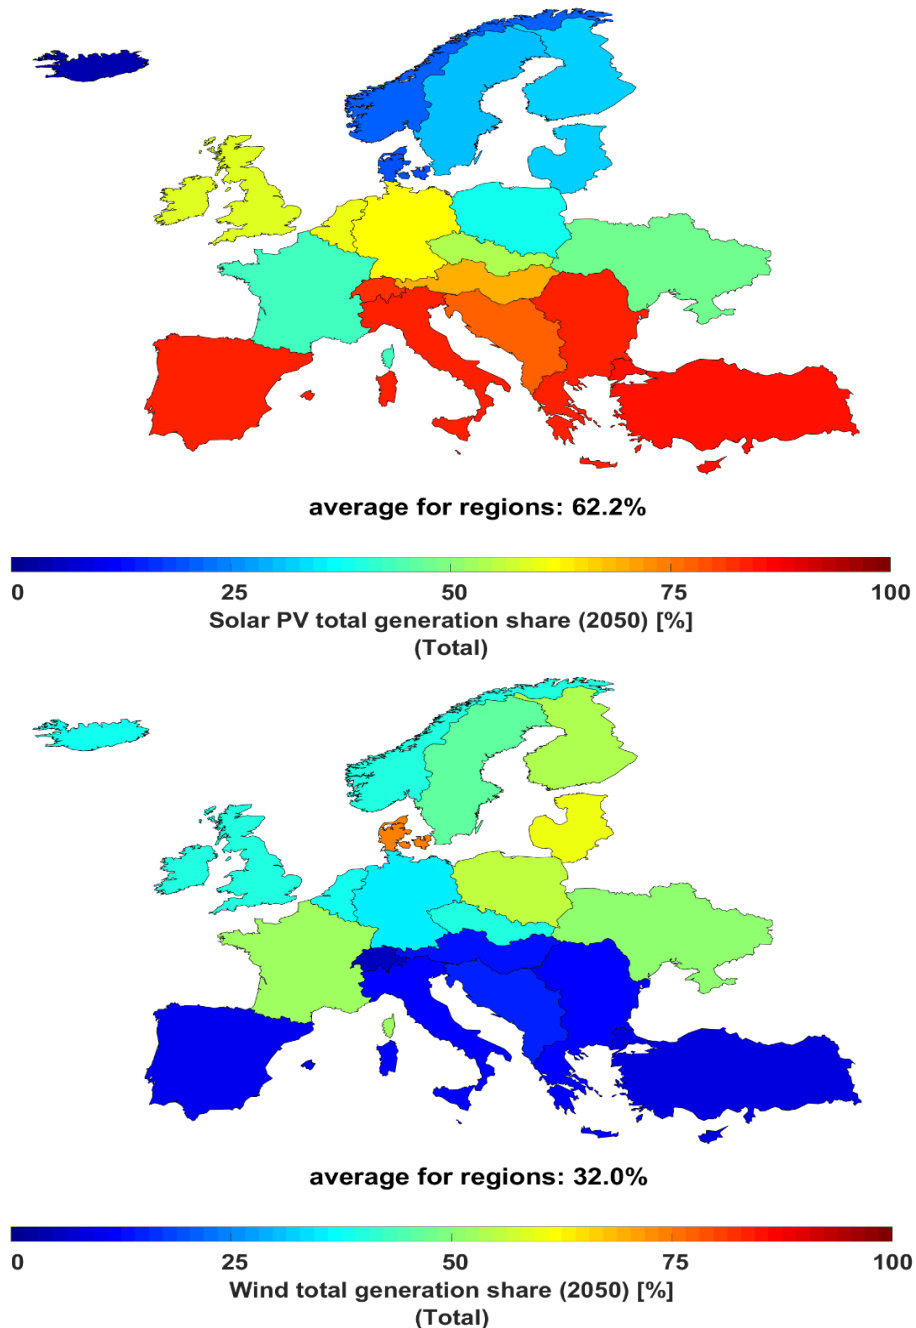 average for regions: 62.2%
0 25 50 75 100
Solar PV total generation share (2050) [%]
(Total)
average for regions: 32.0%
0 25 50 75 100
Wind total generation share (2050) [%]
(Total)